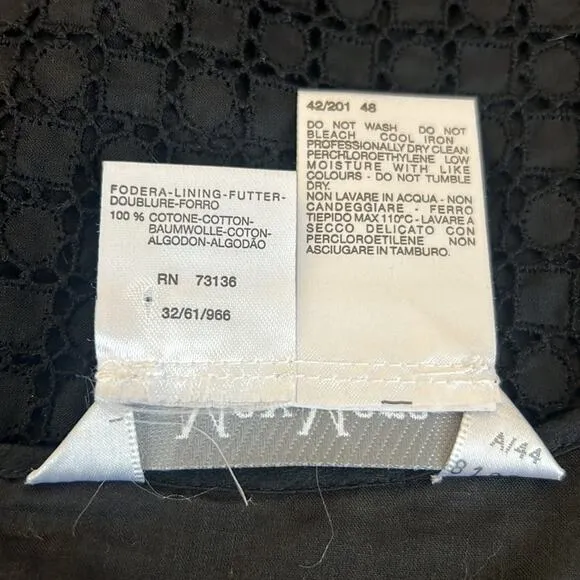 FODERA-LINING-FUTTER-
DOUBLURE-FORRO
100 % COTONE-COTTON-
BAUMWOLLE-COTON-
ALGODON-ALGODÃO
RN 73136
32/61/966
42/201 48
DO NOT WASH DO NOT
BLEACH COOL IRON
PROFESSIONALLY DRY CLEAN
PERCHLOROETHYLENE LOW
MOISTURE WITH LIKE
COLOURS - DO NOT TUMBLE
DRY.
NON LAVARE IN ACQUA - NON
CANDEGGIARE - FERRO
TIEPIDO MAX 110°C - LAVARE A
SECCO DELICATO CON
PERCLOROETILENE NON
ASCIUGARE IN TAMBURO.